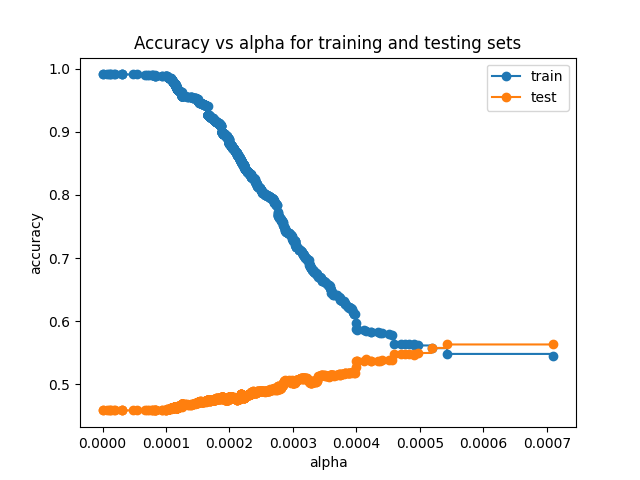 Accuracy vs alpha for training and testing sets
train
test
1.0
0.9
0.8
0.7
0.6
0.5
accuracy
0.0000 0.0001 0.0002 0.0003 0.0004 0.0005 0.0006 0.0007
alpha